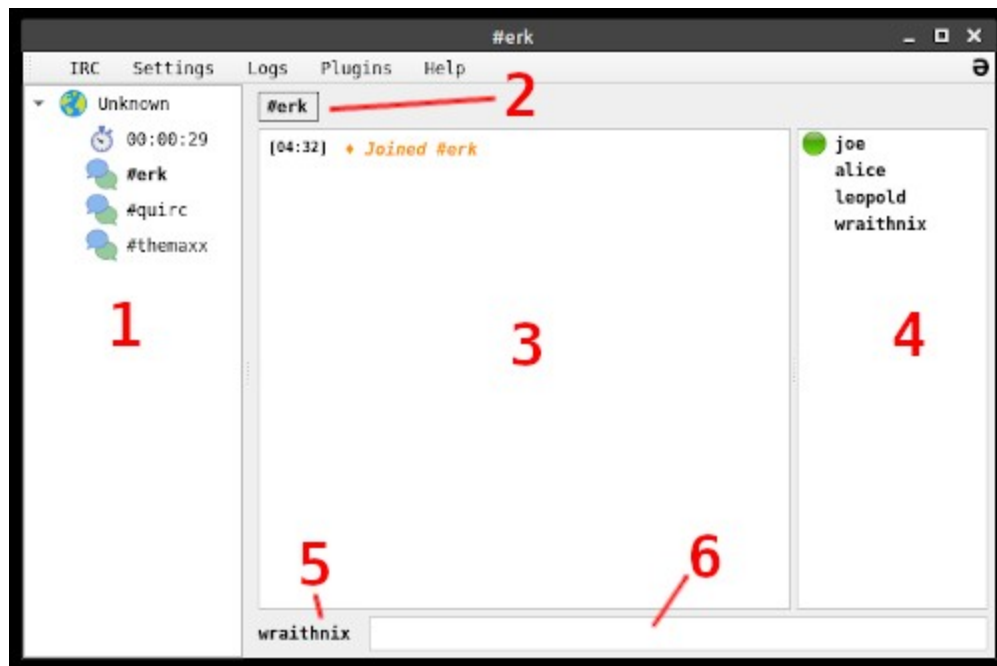 #erk
IRC Settings Logs Plugins Help ə
Unknown
00:00:29
#erk
#quirc
#themaxx
1
#erk
2
[04:32] ♦ Joined #erk
3
joe
alice
leopold
wraithnix
4
5
6
wraithnix